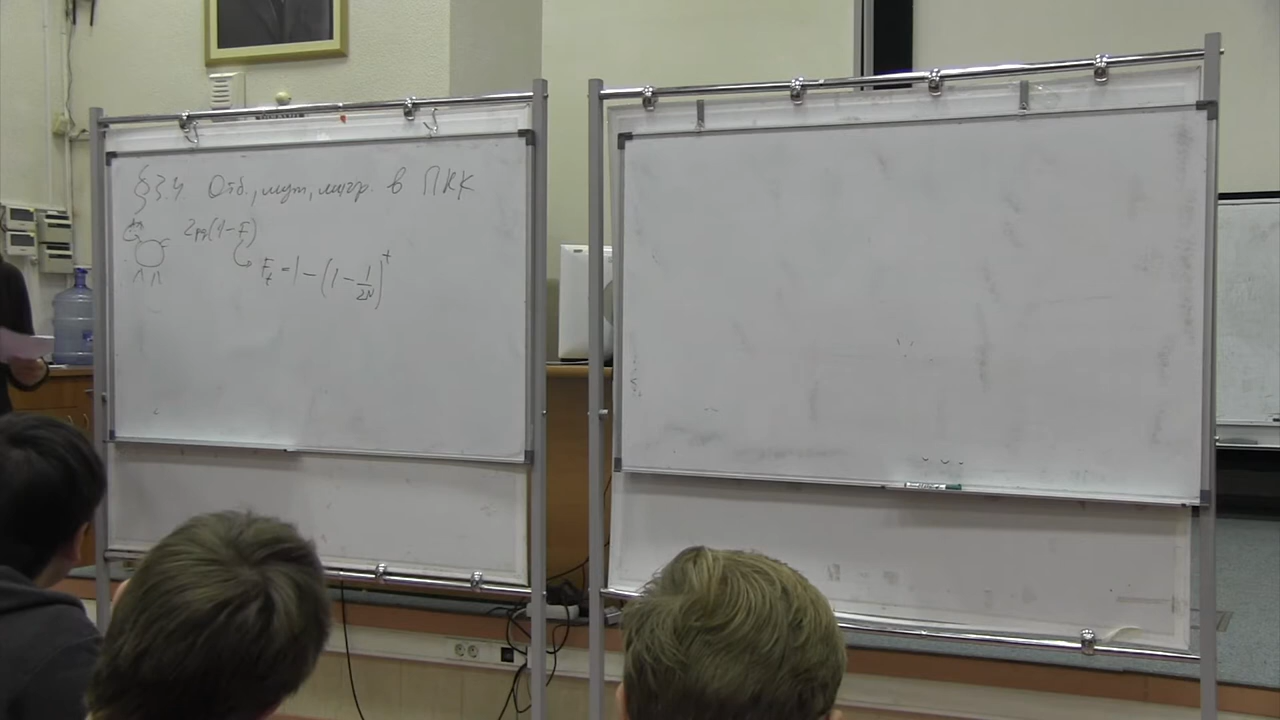 §3.4 Отб., мут, мигр. в ПКК
2pq(1-F)
F_t = 1 - (1 - 1/2N)^t